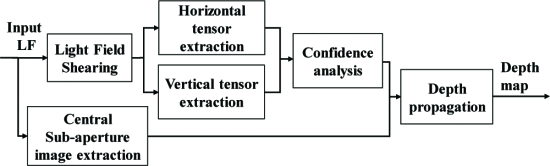 Input
LF
Light Field
Shearing
Horizontal
tensor
extraction
Vertical tensor
extraction
Confidence
analysis
Central
Sub-aperture
image extraction
Depth
propagation
Depth
map